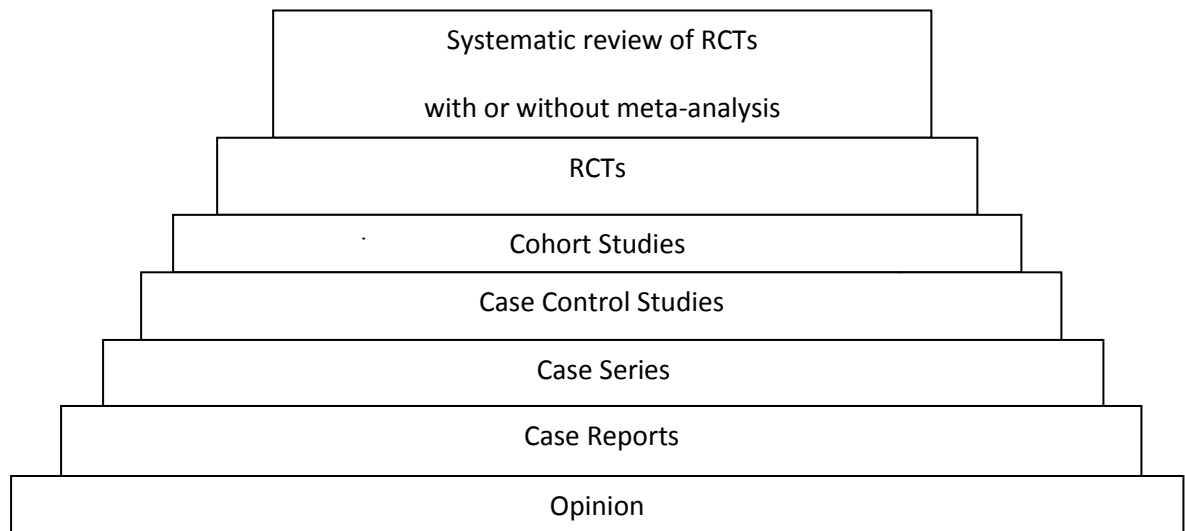 Systematic review of RCTs
with or without meta-analysis
RCTs
Cohort Studies
Case Control Studies
Case Series
Case Reports
Opinion